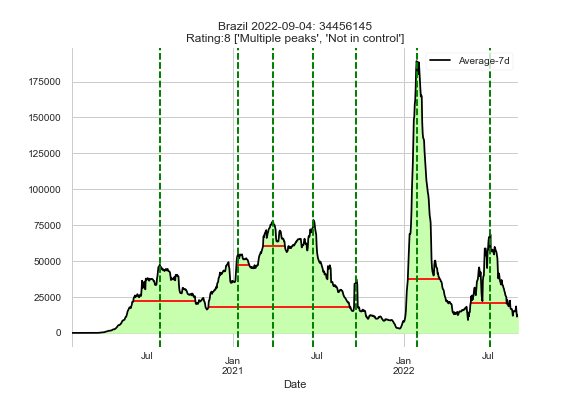 Brazil 2022-09-04: 34456145
Rating:8 ['Multiple peaks', 'Not in control']
Average-7d
175000
150000
125000
100000
75000
50000
25000
0
Jul
Jan
2021
Jul
Jan
2022
Jul
Date